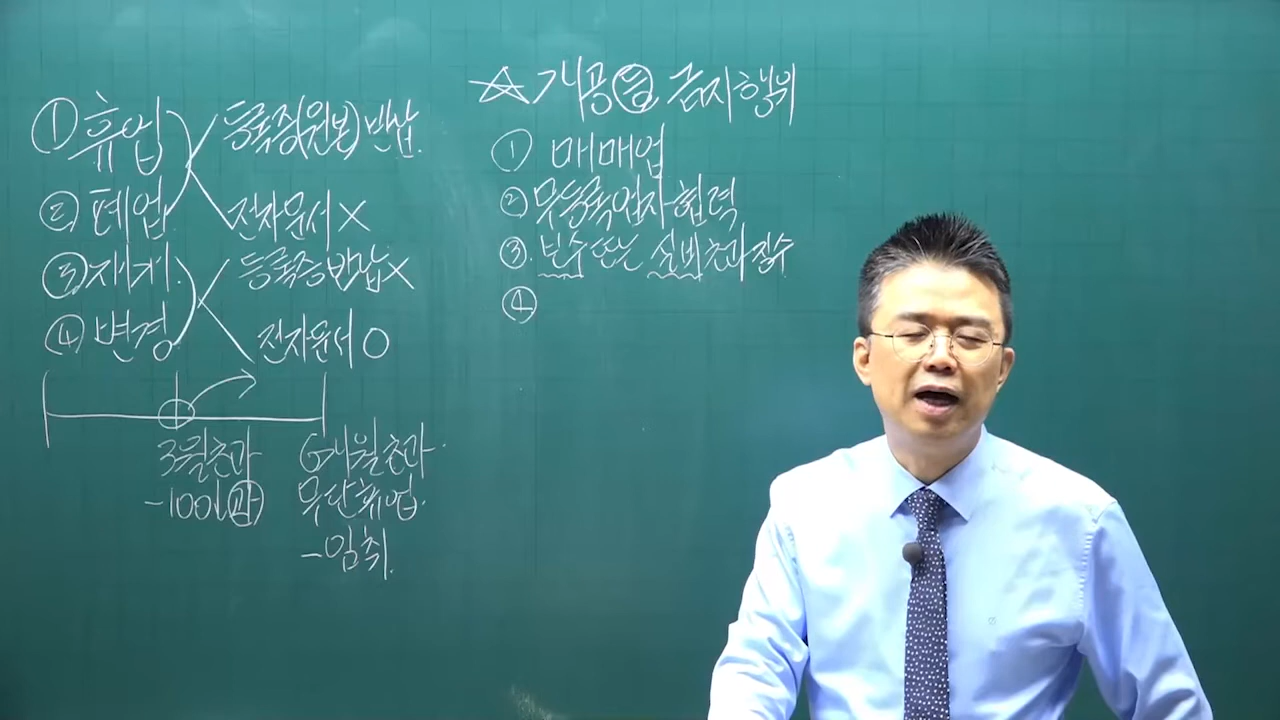 ① 휴업 등록증(원본) 반납
② 폐업 전자문서 X
③ 재개 등록증 반납 X
④ 변경 전자문서 O
3월초과
-100↓과
6개월초과
무단휴업
-임취
☆ 개공등 금지행위
① 매매업
② 무등록업자 협력
③ 보수 또는 실비초과징수
④